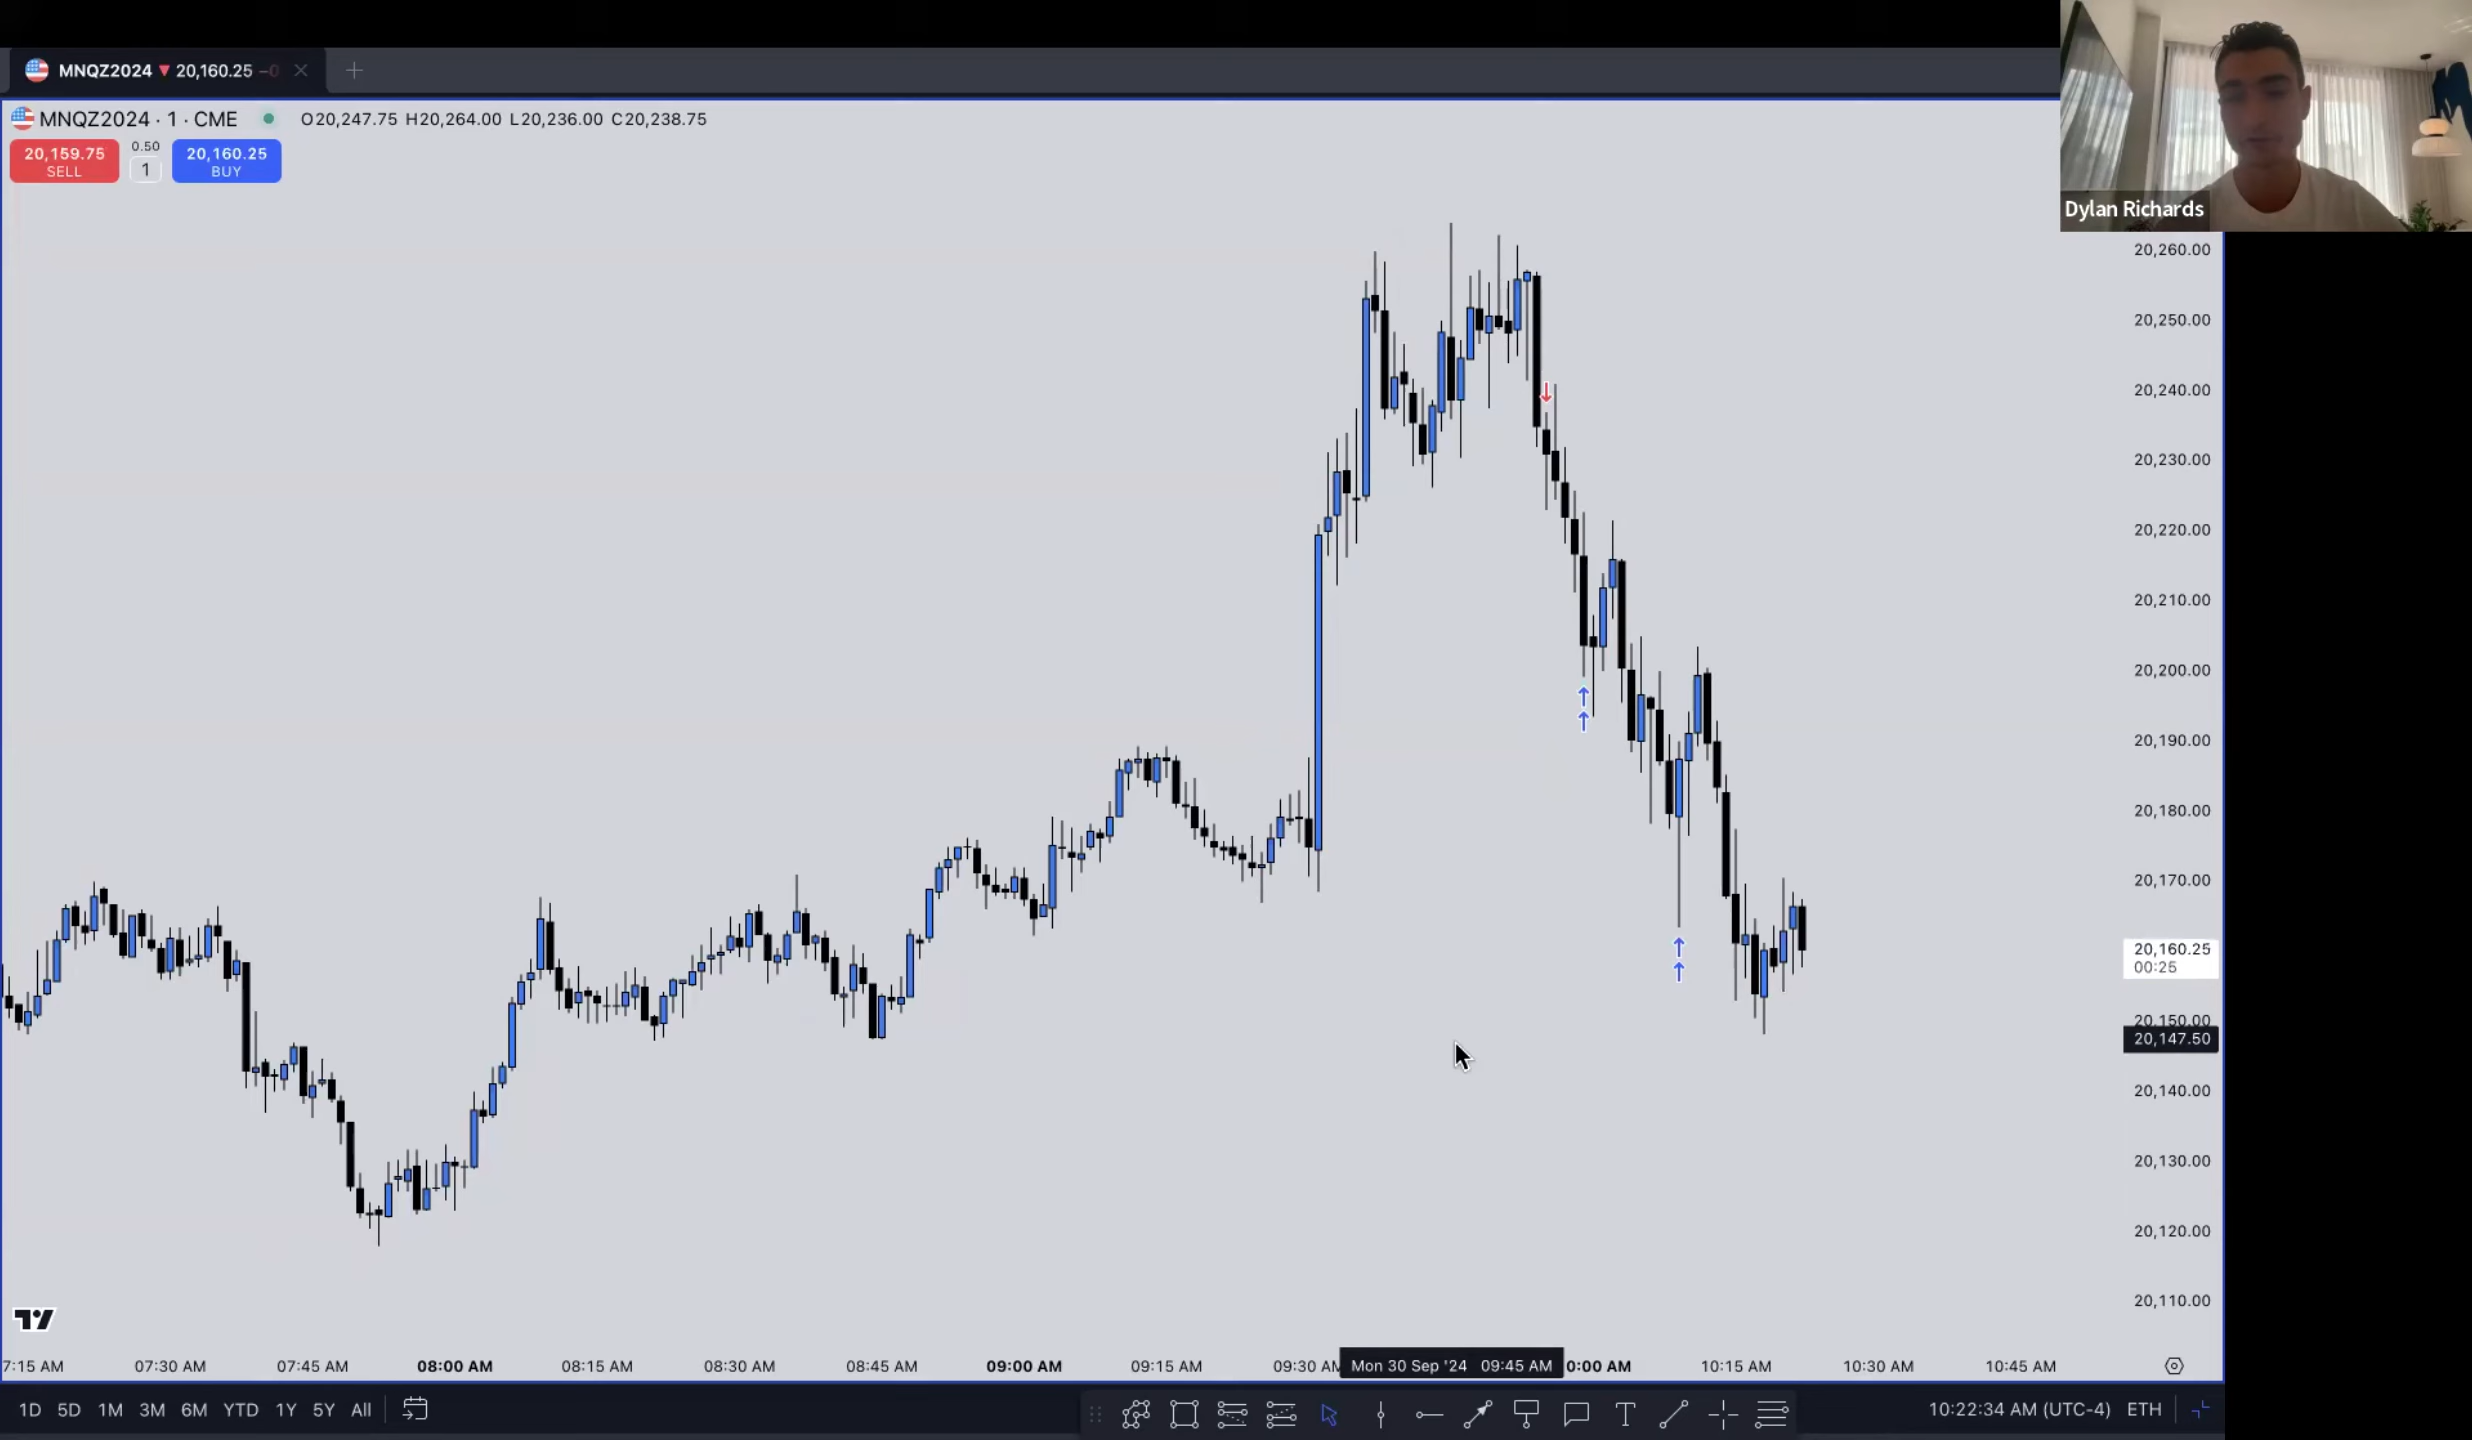 MNQZ2024 ▼ 20,160.25 −0
MNQZ2024 · 1 · CME O20,247.75 H20,264.00 L20,236.00 C20,238.75
20,159.75
SELL
0.50
1
20,160.25
BUY
Dylan Richards
20,260.00
20,250.00
20,240.00
20,230.00
20,220.00
20,210.00
20,200.00
20,190.00
20,180.00
20,170.00
20,160.25
00:25
20,150.00
20,147.50
20,140.00
20,130.00
20,120.00
20,110.00
7:15 AM 07:30 AM 07:45 AM 08:00 AM 08:15 AM 08:30 AM 08:45 AM 09:00 AM 09:15 AM 09:30 AM Mon 30 Sep '24 09:45 AM 0:00 AM 10:15 AM 10:30 AM 10:45 AM
1D 5D 1M 3M 6M YTD 1Y 5Y All
10:22:34 AM (UTC-4) ETH